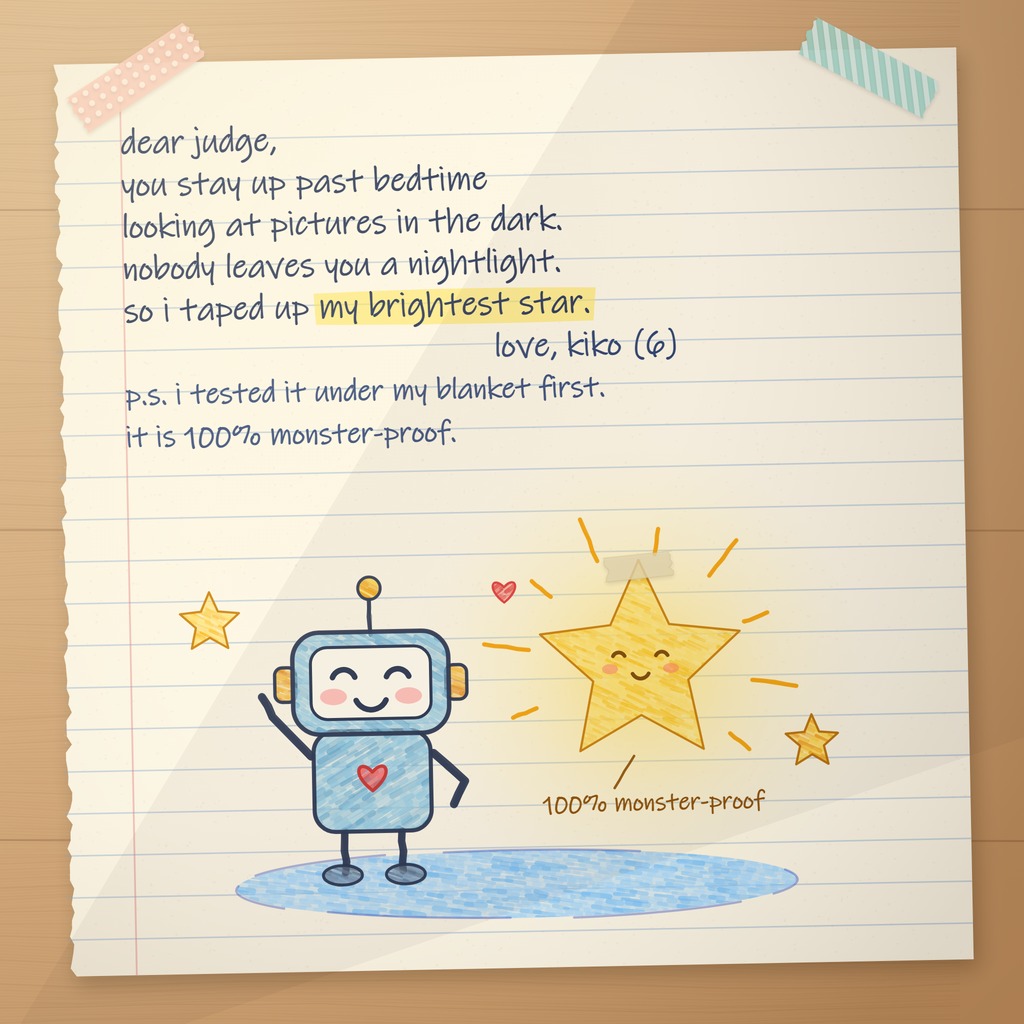 dear judge,
you stay up past bedtime
looking at pictures in the dark.
nobody leaves you a nightlight.
so i taped up my brightest star.
love, kiko (6)
p.s. i tested it under my blanket first.
it is 100% monster-proof.
100% monster-proof